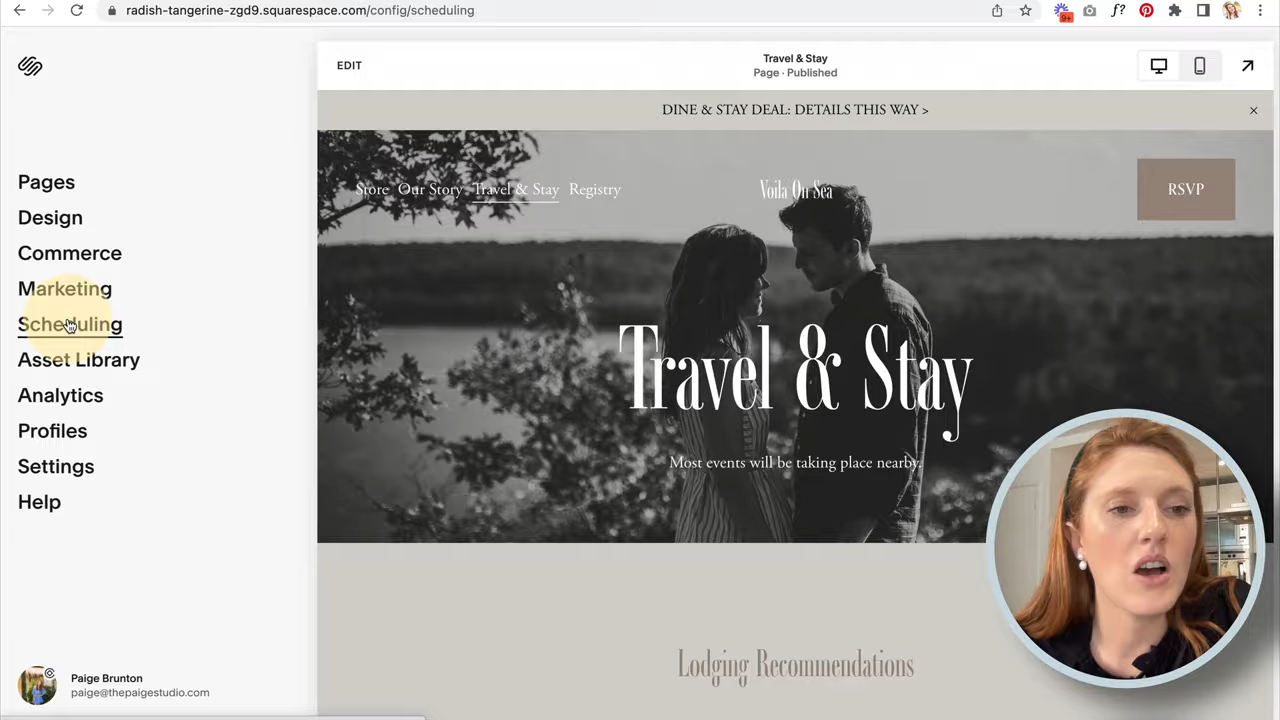 radish-tangerine-zgd9.squarespace.com/config/scheduling
9+
f?
EDIT
Travel & Stay
Page · Published
DINE & STAY DEAL: DETAILS THIS WAY >
Pages
Design
Commerce
Marketing
Scheduling
Asset Library
Analytics
Profiles
Settings
Help
Store Our Story Travel & Stay Registry
Voila On Sea
RSVP
Travel & Stay
Most events will be taking place nearby.
Lodging Recommendations
Paige Brunton
paige@thepaigestudio.com